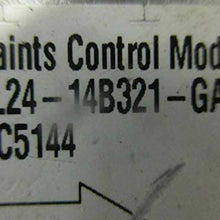 aints Control Mod
L24-14B321-GA
C5144